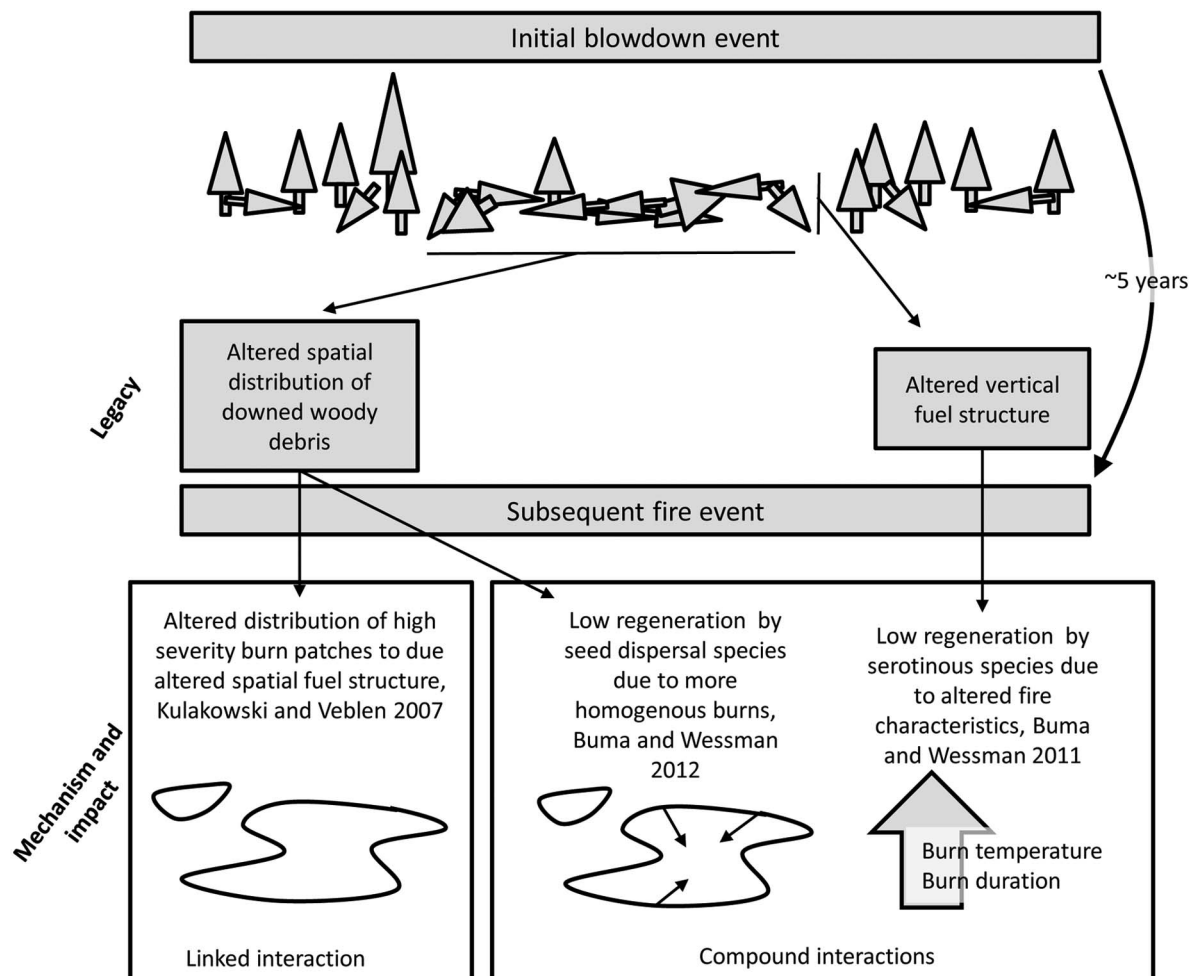 Initial blowdown event
~5 years
Legacy
Altered spatial
distribution of
downed woody
debris
Altered vertical
fuel structure
Subsequent fire event
Mechanism and
impact
Altered distribution of high
severity burn patches to due
altered spatial fuel structure,
Kulakowski and Veblen 2007
Linked interaction
Low regeneration by
seed dispersal species
due to more
homogenous burns,
Buma and Wessman
2012
Low regeneration by
serotinous species due
to altered fire
characteristics, Buma
and Wessman 2011
Burn temperature
Burn duration
Compound interactions